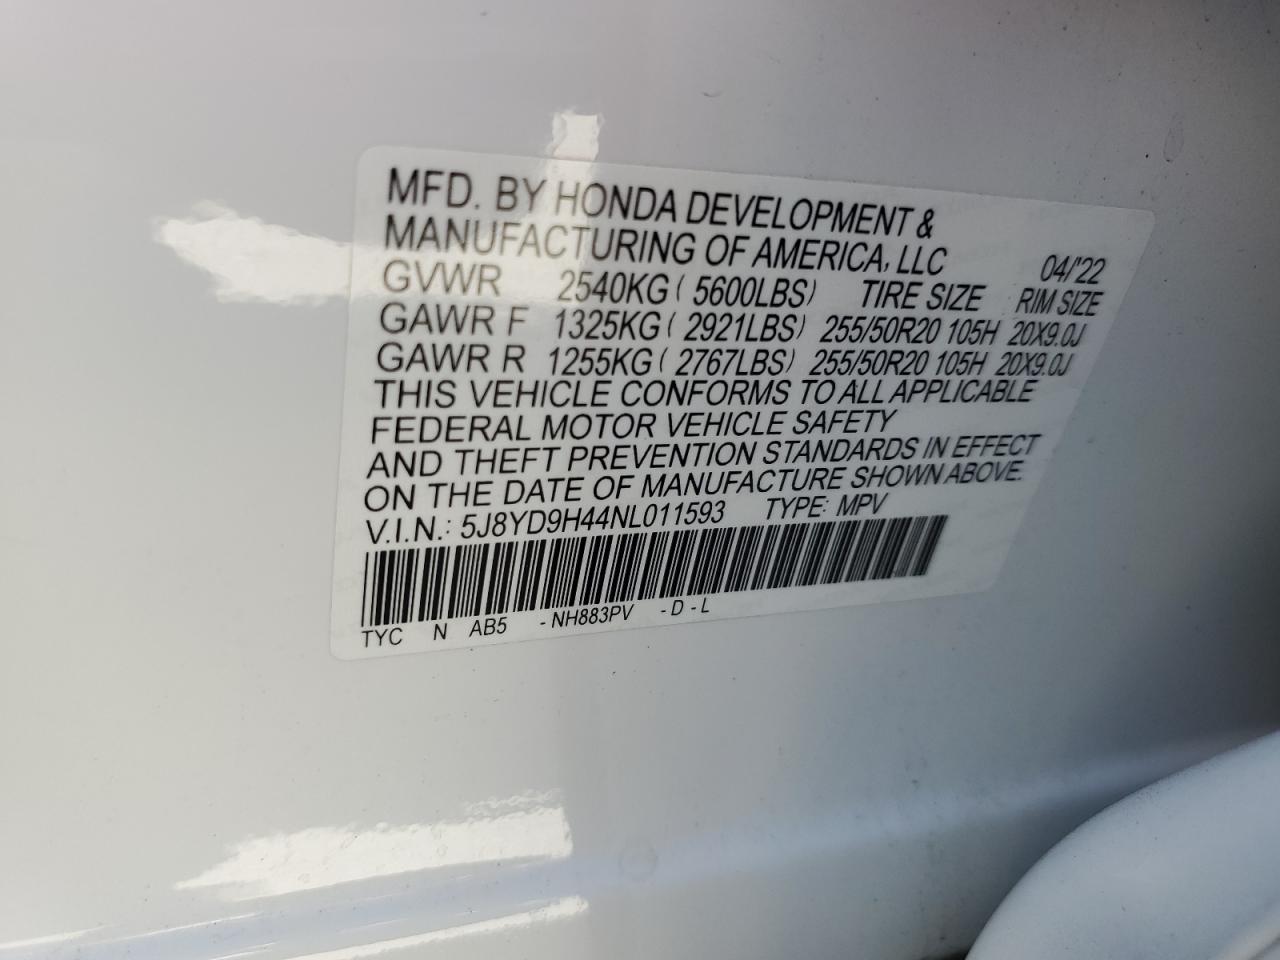 MFD. BY HONDA DEVELOPMENT &
MANUFACTURING OF AMERICA, LLC 04/'22
GVWR 2540KG ( 5600LBS) TIRE SIZE RIM SIZE
GAWR F 1325KG ( 2921LBS) 255/50R20 105H 20X9.0J
GAWR R 1255KG ( 2767LBS) 255/50R20 105H 20X9.0J
THIS VEHICLE CONFORMS TO ALL APPLICABLE
FEDERAL MOTOR VEHICLE SAFETY
AND THEFT PREVENTION STANDARDS IN EFFECT
ON THE DATE OF MANUFACTURE SHOWN ABOVE.
V.I.N.: 5J8YD9H44NL011593 TYPE: MPV
TYC N AB5 -NH883PV -D-L